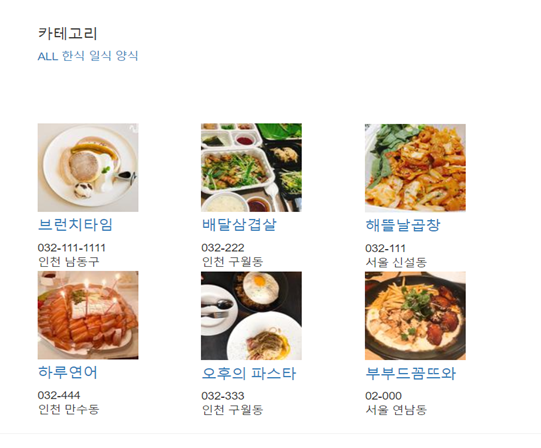 카테고리
ALL 한식 일식 양식
브런치타임
032-111-1111
인천 남동구
배달삼겹살
032-222
인천 구월동
해뜰날곱창
032-111
서울 신설동
하루연어
032-444
인천 만수동
오후의 파스타
032-333
인천 구월동
부부드꼼뜨와
02-000
서울 연남동